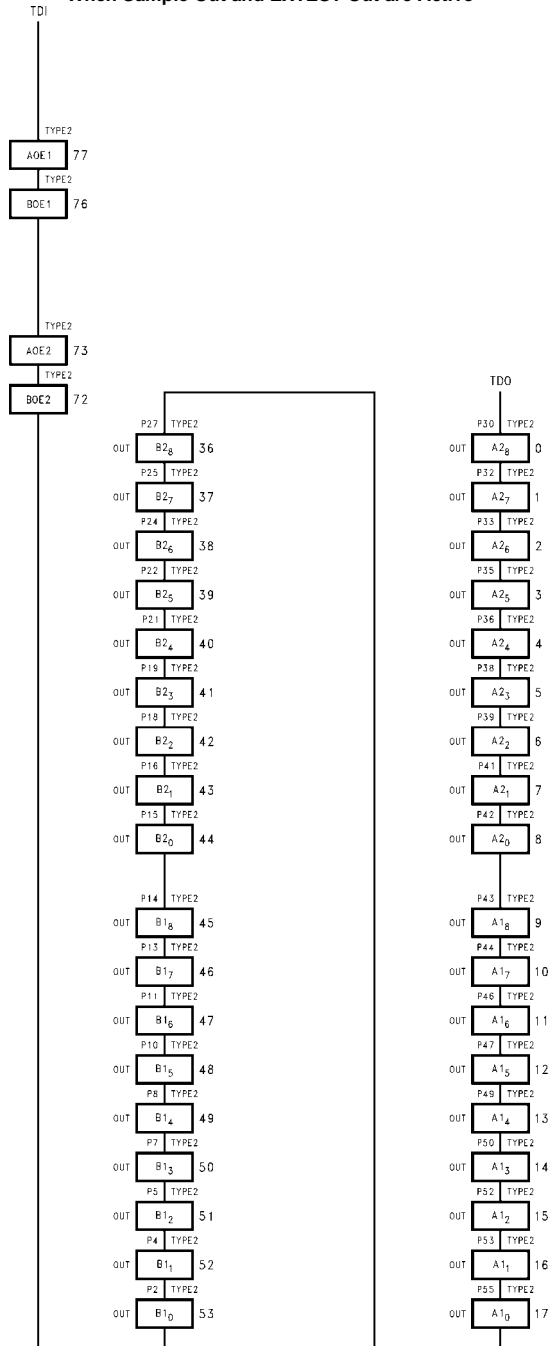 When Sample Out and EXTEST Out are Active
TDI
TYPE2
AOE1 77
TYPE2
BOE1 76
TYPE2
AOE2 73
TYPE2
BOE2 72
P27 TYPE2
OUT B2₈ 36
P25 TYPE2
OUT B2₇ 37
P24 TYPE2
OUT B2₆ 38
P22 TYPE2
OUT B2₅ 39
P21 TYPE2
OUT B2₄ 40
P19 TYPE2
OUT B2₃ 41
P18 TYPE2
OUT B2₂ 42
P16 TYPE2
OUT B2₁ 43
P15 TYPE2
OUT B2₀ 44
P14 TYPE2
OUT B1₈ 45
P13 TYPE2
OUT B1₇ 46
P11 TYPE2
OUT B1₆ 47
P10 TYPE2
OUT B1₅ 48
P8 TYPE2
OUT B1₄ 49
P7 TYPE2
OUT B1₃ 50
P5 TYPE2
OUT B1₂ 51
P4 TYPE2
OUT B1₁ 52
P2 TYPE2
OUT B1₀ 53
TDO
P30 TYPE2
OUT A2₈ 0
P32 TYPE2
OUT A2₇ 1
P33 TYPE2
OUT A2₆ 2
P35 TYPE2
OUT A2₅ 3
P36 TYPE2
OUT A2₄ 4
P38 TYPE2
OUT A2₃ 5
P39 TYPE2
OUT A2₂ 6
P41 TYPE2
OUT A2₁ 7
P42 TYPE2
OUT A2₀ 8
P43 TYPE2
OUT A1₈ 9
P44 TYPE2
OUT A1₇ 10
P46 TYPE2
OUT A1₆ 11
P47 TYPE2
OUT A1₅ 12
P49 TYPE2
OUT A1₄ 13
P50 TYPE2
OUT A1₃ 14
P52 TYPE2
OUT A1₂ 15
P53 TYPE2
OUT A1₁ 16
P55 TYPE2
OUT A1₀ 17